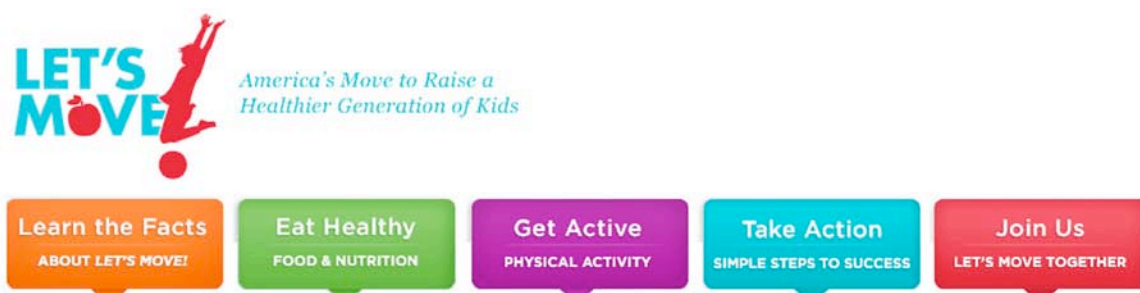 LET'S
MOVE!
America's Move to Raise a
Healthier Generation of Kids
Learn the Facts
ABOUT LET'S MOVE!
Eat Healthy
FOOD & NUTRITION
Get Active
PHYSICAL ACTIVITY
Take Action
SIMPLE STEPS TO SUCCESS
Join Us
LET'S MOVE TOGETHER